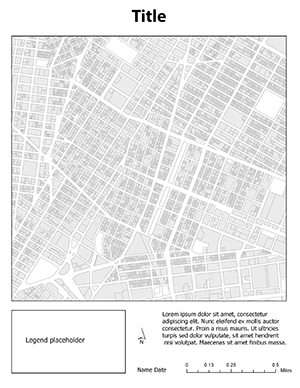 Title
Legend placeholder
N
Lorem ipsum dolor sit amet, consectetur
adipiscing elit. Nunc eleifend ex mollis auctor
consectetur. Proin a risus mauris. Ut ultricies
turpis sed dolor vulputate, sit amet hendrerit
nisi volutpat. Maecenas sit amet finibus massa.
Name Date
0 0.13 0.25 0.5
Miles